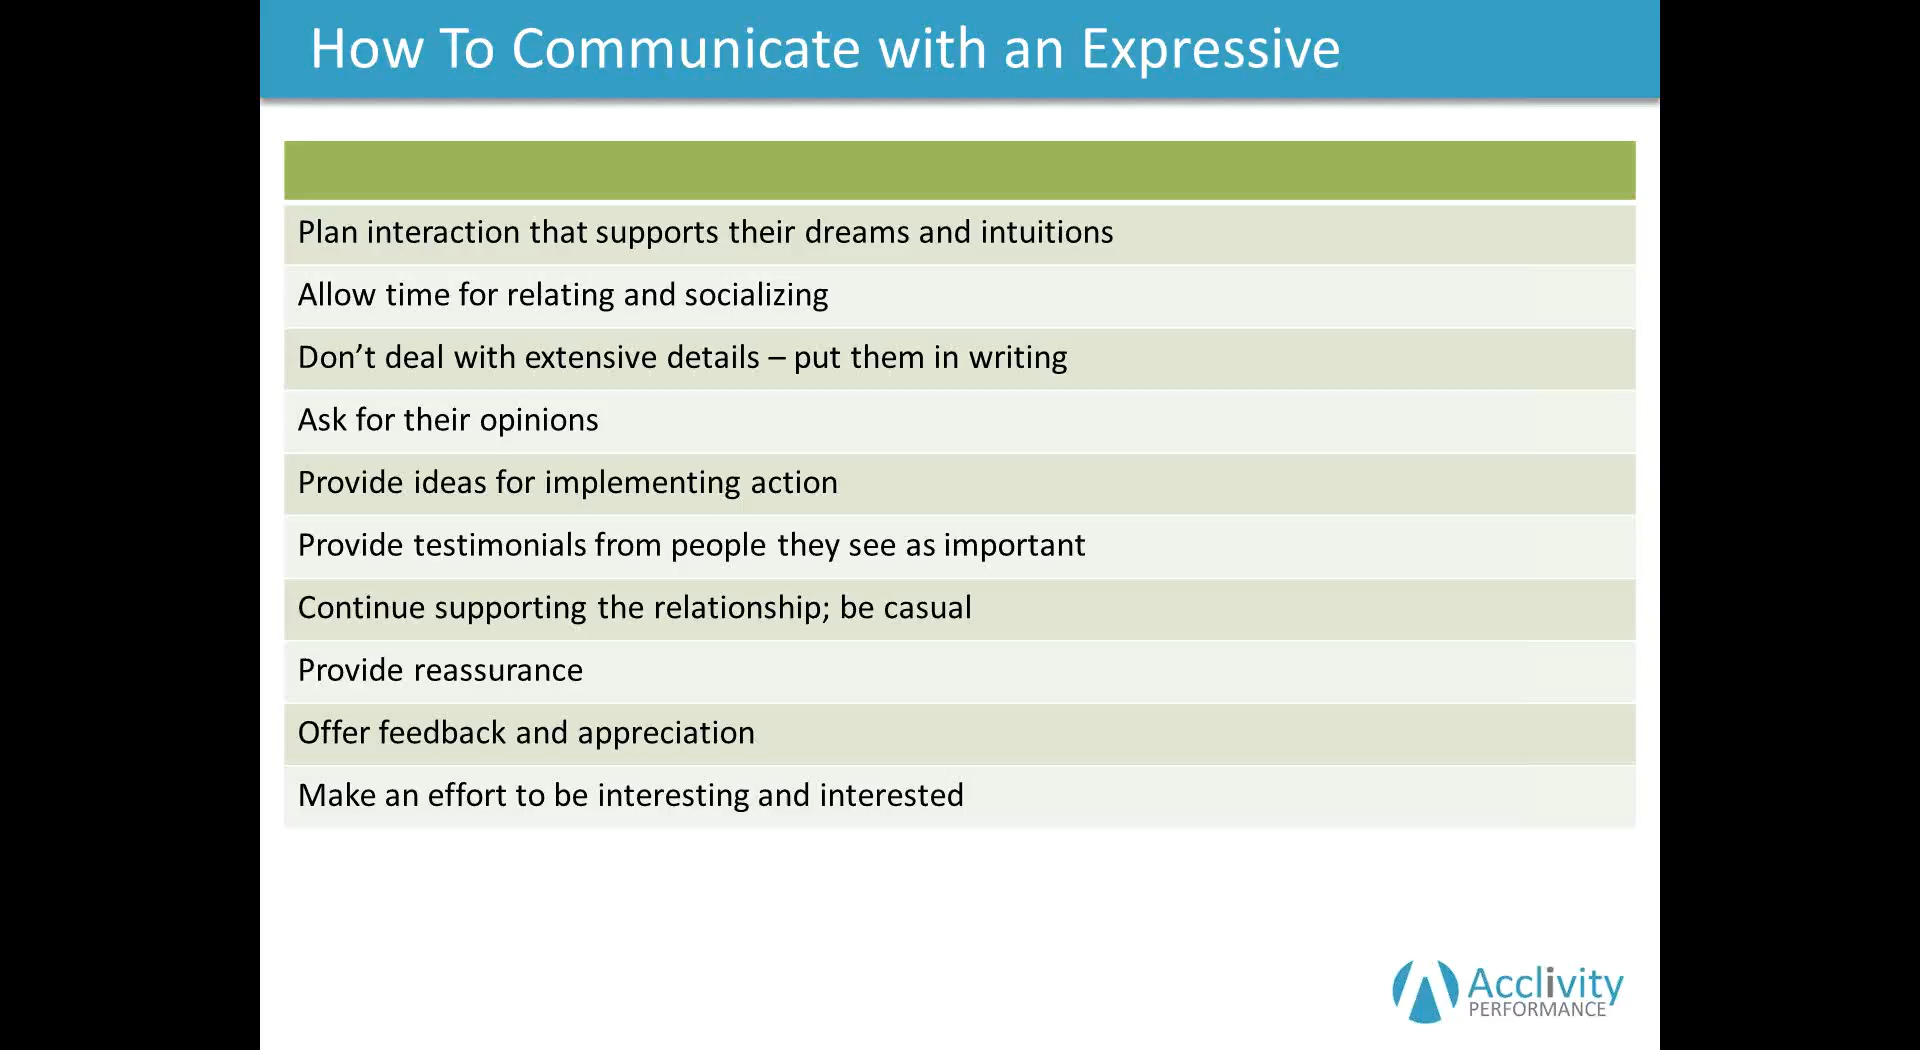 How To Communicate with an Expressive
Plan interaction that supports their dreams and intuitions
Allow time for relating and socializing
Don’t deal with extensive details – put them in writing
Ask for their opinions
Provide ideas for implementing action
Provide testimonials from people they see as important
Continue supporting the relationship; be casual
Provide reassurance
Offer feedback and appreciation
Make an effort to be interesting and interested
Acclivity
PERFORMANCE